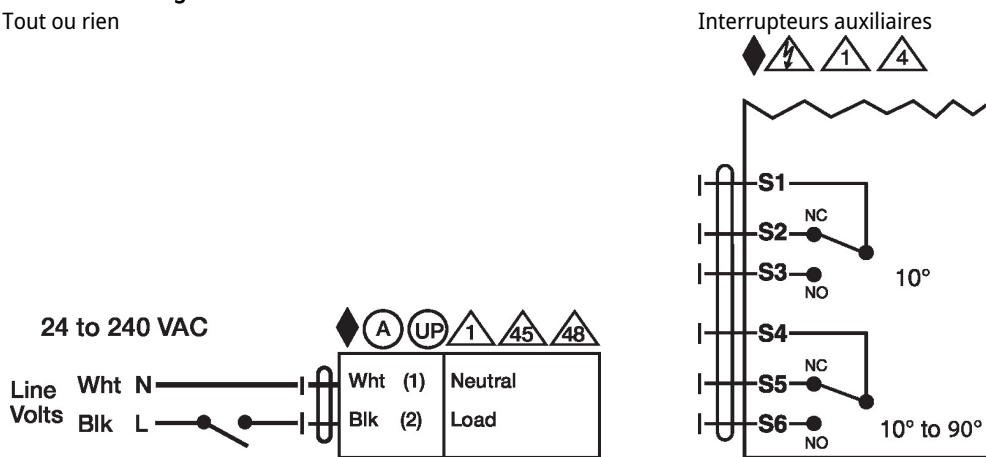 Tout ou rien
Interrupteurs auxiliaires
1 4
S1
NC
S2
S3
NO
10°
S4
NC
S5
S6
NO
10° to 90°
24 to 240 VAC
A UP 1 45 48
Line Volts
Wht N
Blk L
Wht (1) Neutral
Blk (2) Load